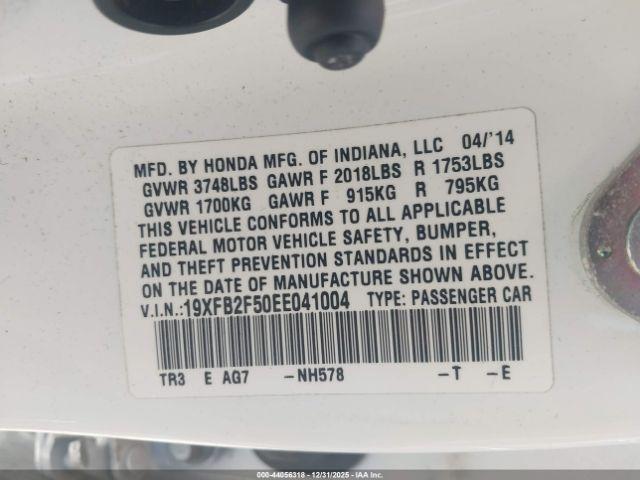 MFD. BY HONDA MFG. OF INDIANA, LLC 04/'14
GVWR 3748LBS GAWR F 2018LBS R 1753LBS
GVWR 1700KG GAWR F 915KG R 795KG
THIS VEHICLE CONFORMS TO ALL APPLICABLE
FEDERAL MOTOR VEHICLE SAFETY, BUMPER,
AND THEFT PREVENTION STANDARDS IN EFFECT
ON THE DATE OF MANUFACTURE SHOWN ABOVE.
V.I.N.:19XFB2F50EE041004 TYPE: PASSENGER CAR
TR3 E AG7 -NH578 -T -E
000-44056318 - 12/31/2025 - IAAI.CA